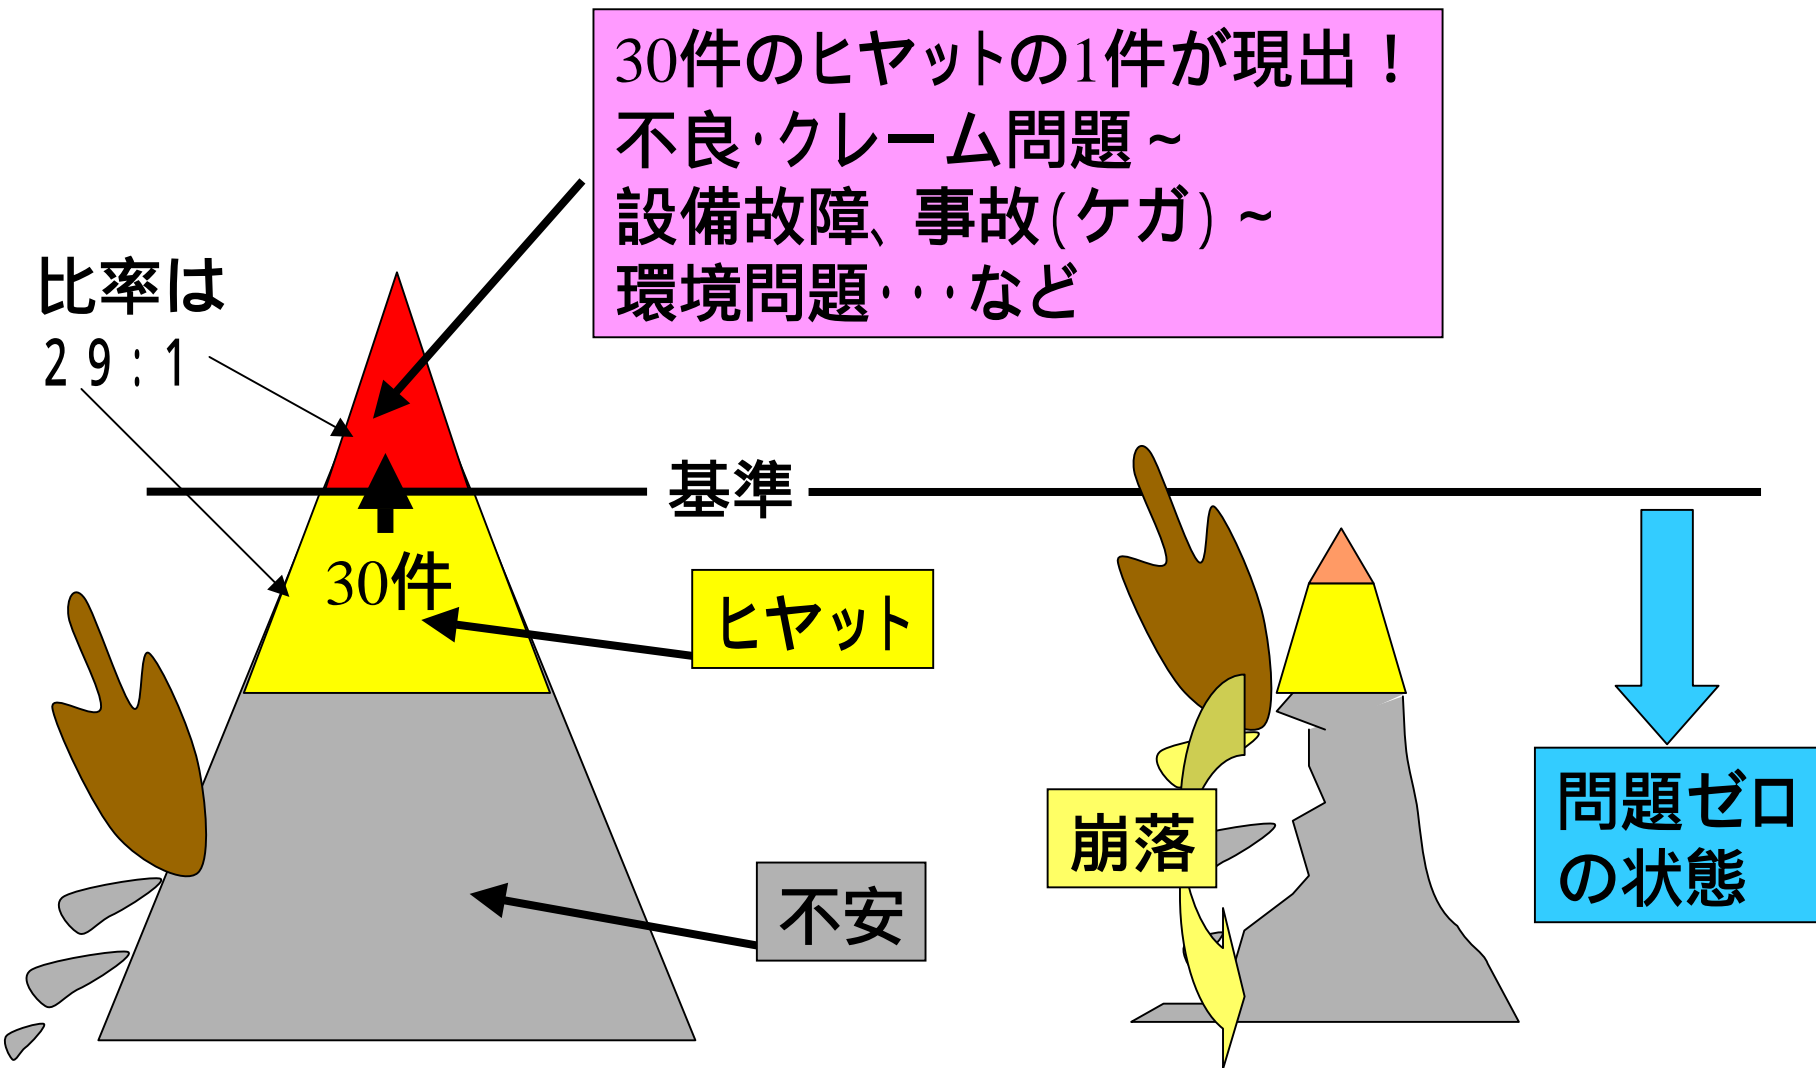 30件のヒヤットの1件が現出！
不良･クレーム問題～
設備故障､事故(ケガ)～
環境問題･･･など
比率は
２９：１
基準
30件
ヒヤット
不安
崩落
問題ゼロ
の状態